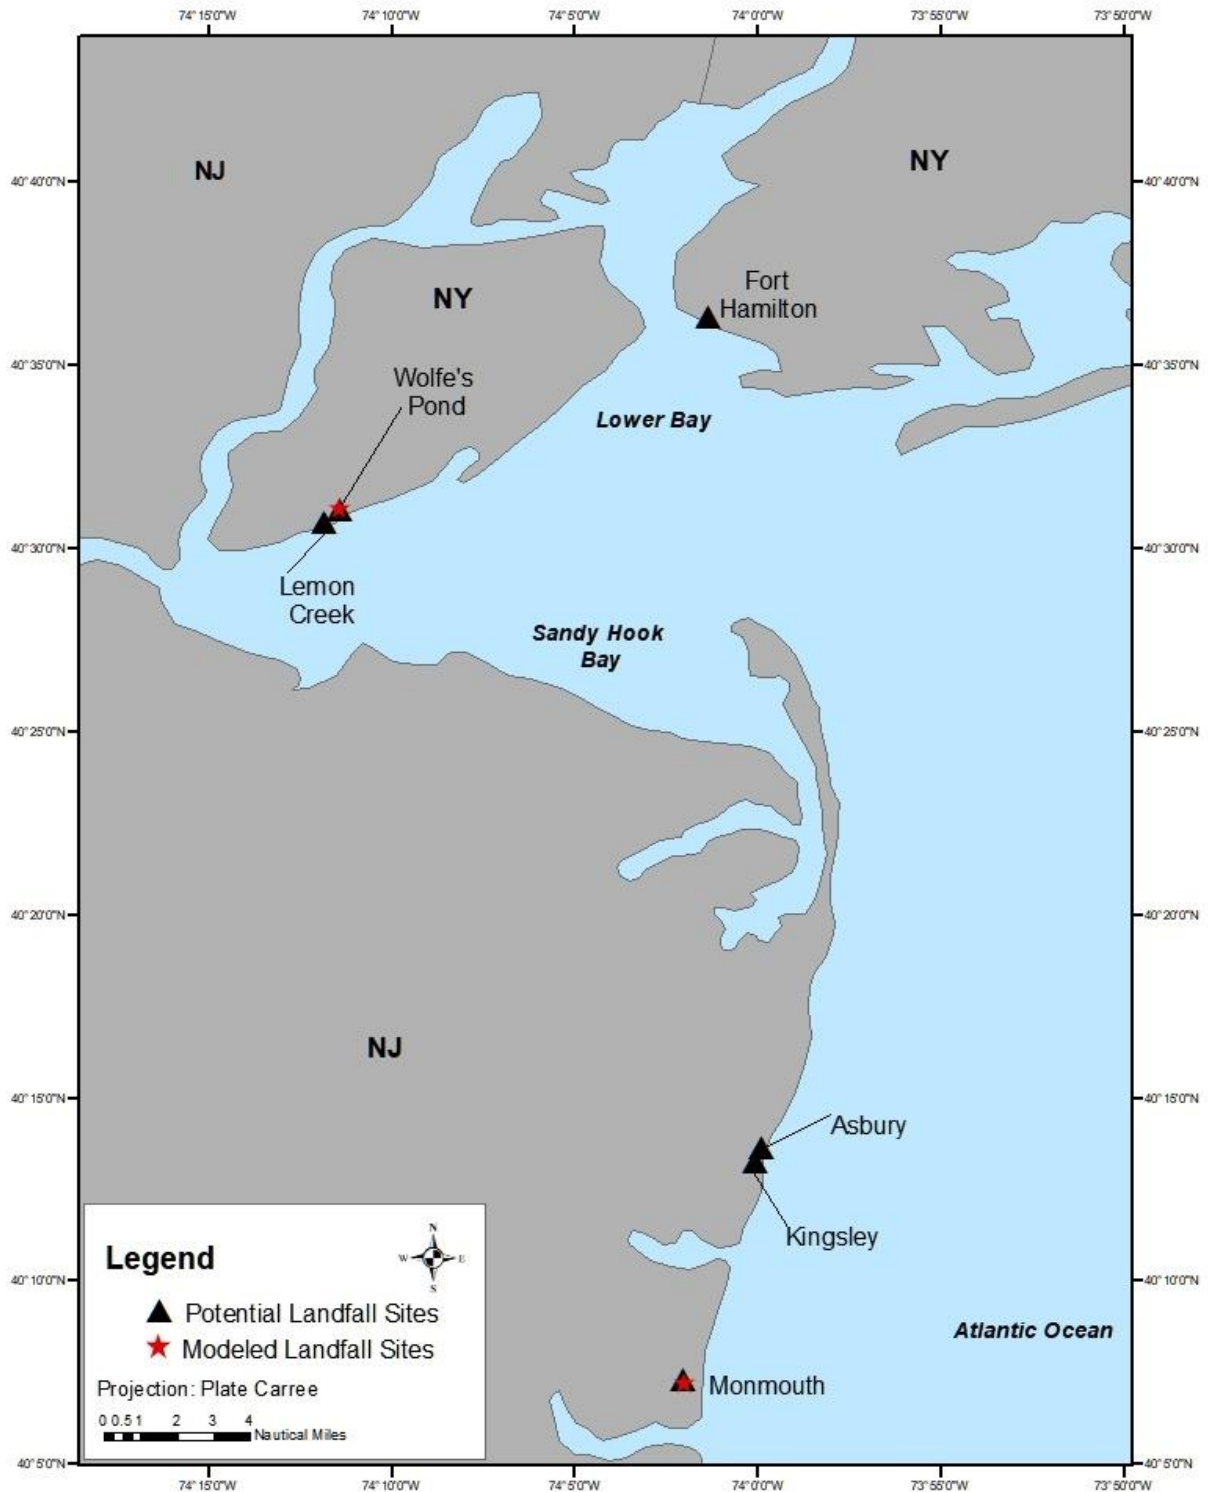 74°15'0"W 74°10'0"W 74°5'0"W 74°0'0"W 73°55'0"W 73°50'0"W
NJ
NY
40°40'0"N 40°40'0"N
Fort
Hamilton
NY
40°35'0"N 40°35'0"N
Wolfe's
Pond
Lower Bay
40°30'0"N 40°30'0"N
Lemon
Creek
Sandy Hook
Bay
40°25'0"N 40°25'0"N
40°20'0"N 40°20'0"N
NJ
40°15'0"N 40°15'0"N
Asbury
Kingsley
Legend
N
W E
S
40°10'0"N 40°10'0"N
Potential Landfall Sites
Atlantic Ocean
Modeled Landfall Sites
Monmouth
Projection: Plate Carree
0 0.5 1 2 3 4
Nautical Miles
40°5'0"N 40°5'0"N
74°15'0"W 74°10'0"W 74°5'0"W 74°0'0"W 73°55'0"W 73°50'0"W